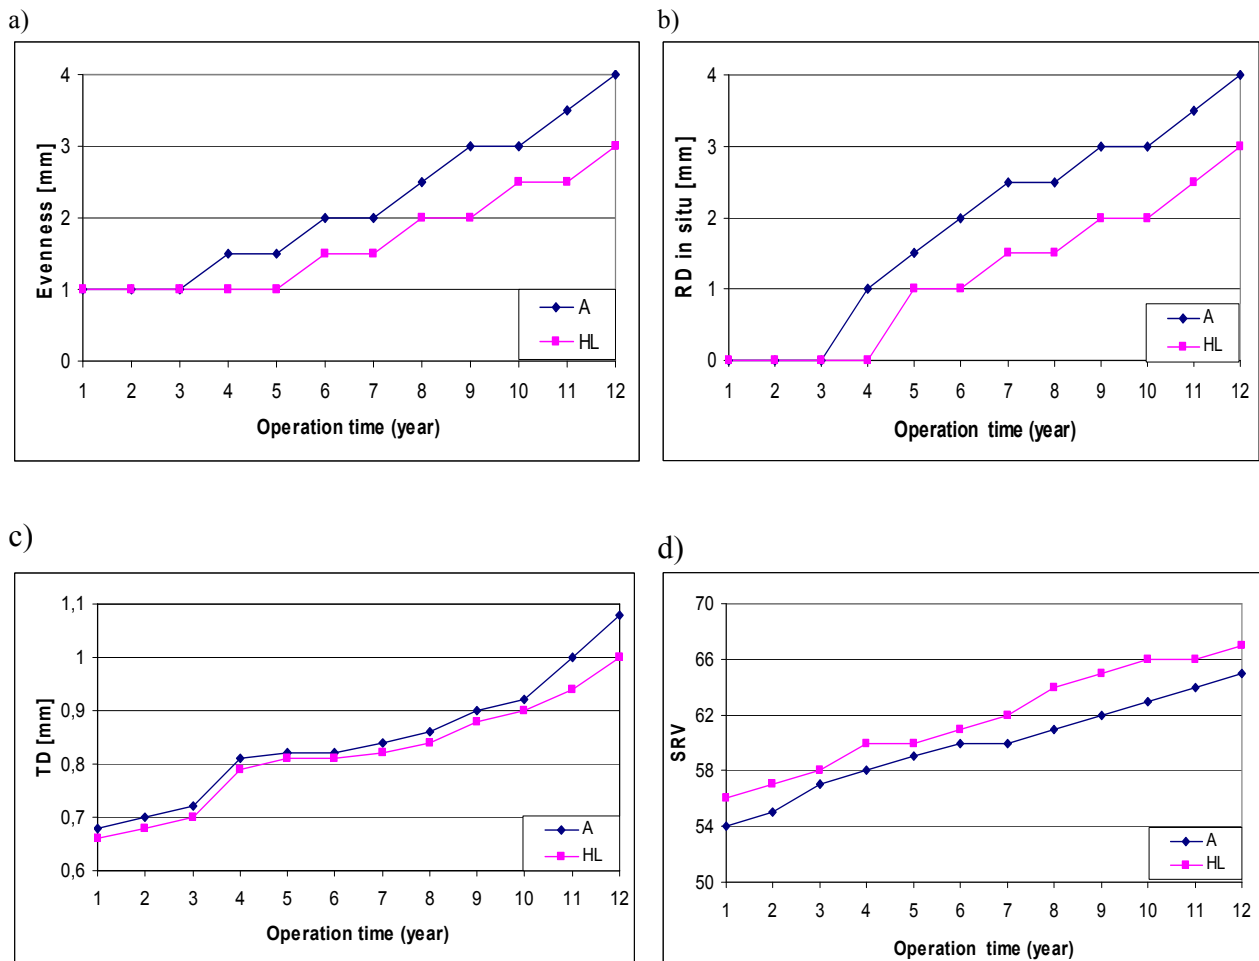 a)
Evenness [mm]
4
3
2
1
0
1 2 3 4 5 6 7 8 9 10 11 12
Operation time (year)
A
HL
b)
RD in situ [mm]
4
3
2
1
0
1 2 3 4 5 6 7 8 9 10 11 12
Operation time (year)
A
HL
c)
TD [mm]
1,1
1
0,9
0,8
0,7
0,6
1 2 3 4 5 6 7 8 9 10 11 12
Operation time (year)
A
HL
d)
SRV
70
66
62
58
54
50
1 2 3 4 5 6 7 8 9 10 11 12
Operation time (year)
A
HL